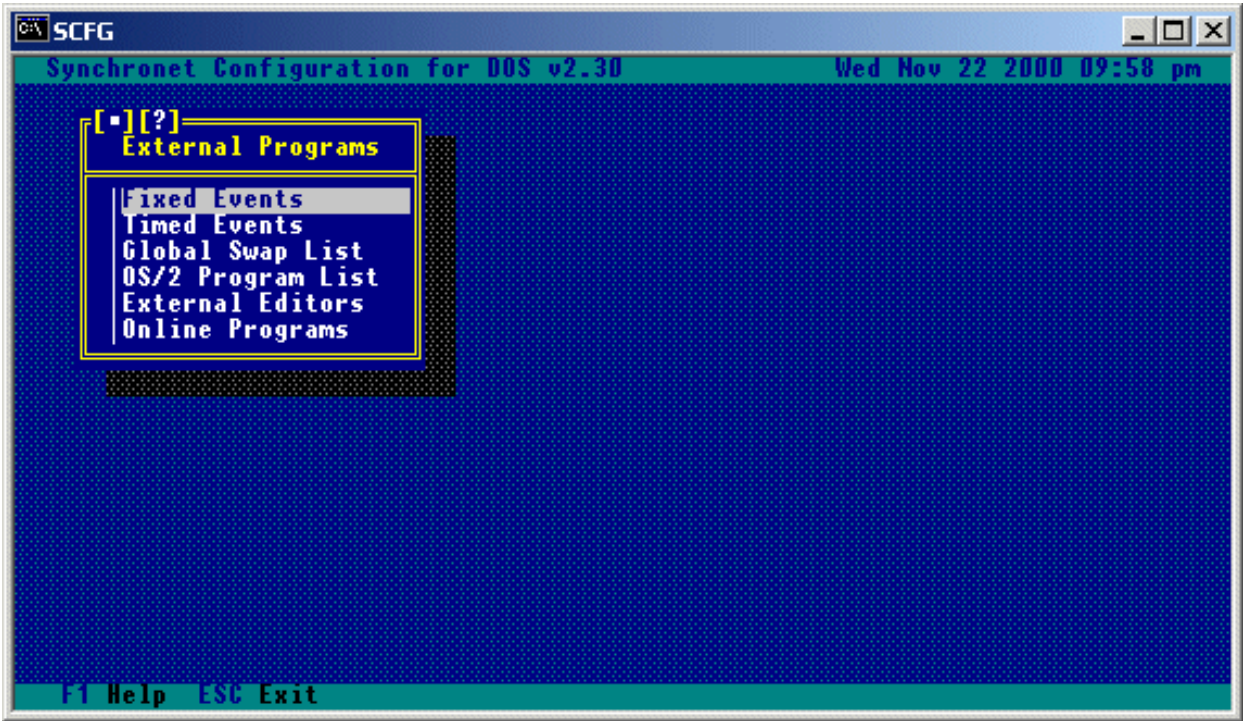 SCFG
Synchronet Configuration for DOS v2.30 Wed Nov 22 2000 09:58 pm
[▪][?]
External Programs
Fixed Events
Timed Events
Global Swap List
OS/2 Program List
External Editors
Online Programs
F1 Help ESC Exit